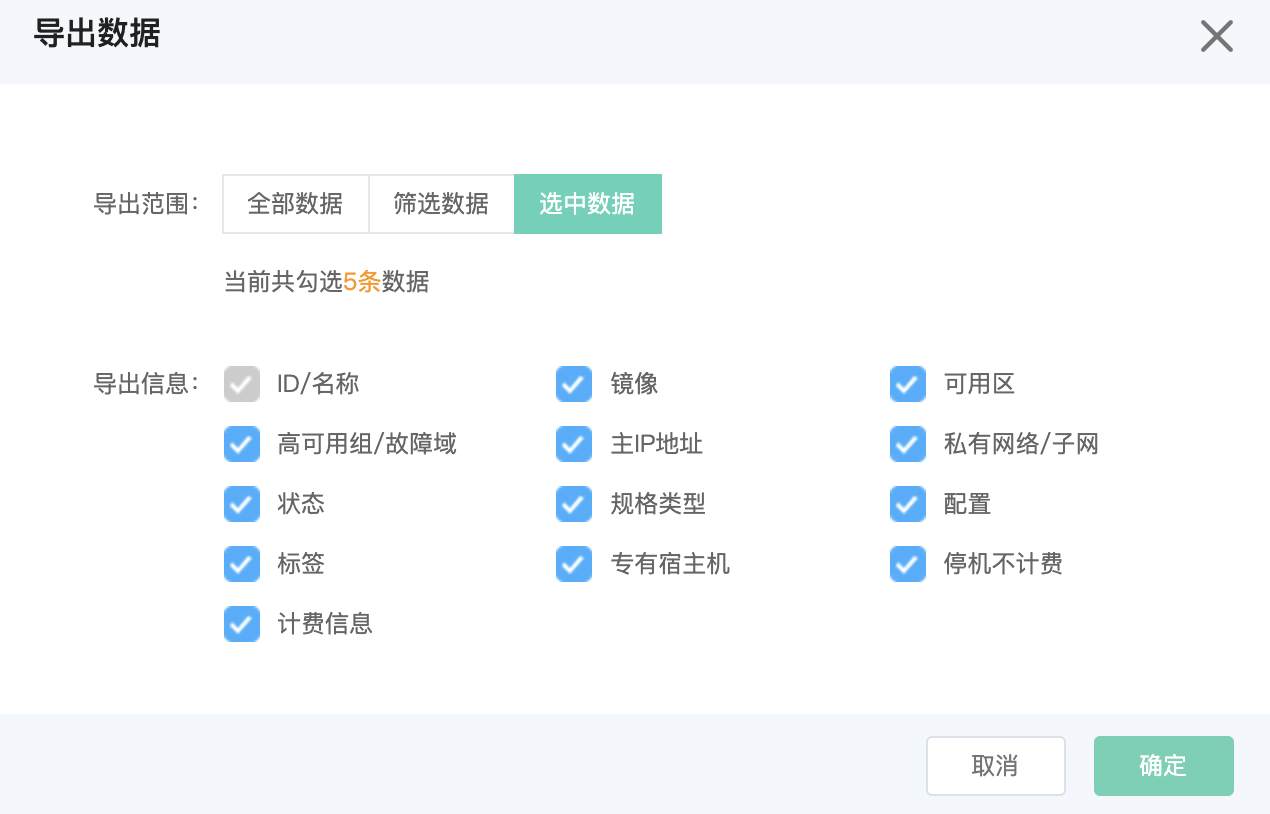 导出数据
导出范围： 全部数据 筛选数据 选中数据
当前共勾选5条数据
导出信息： ID/名称 镜像 可用区
高可用组/故障域 主IP地址 私有网络/子网
状态 规格类型 配置
标签 专有宿主机 停机不计费
计费信息
取消 确定